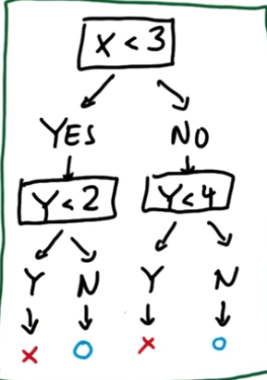 X < 3
YES NO
Y < 2 Y < 4
Y N Y N
x o x o